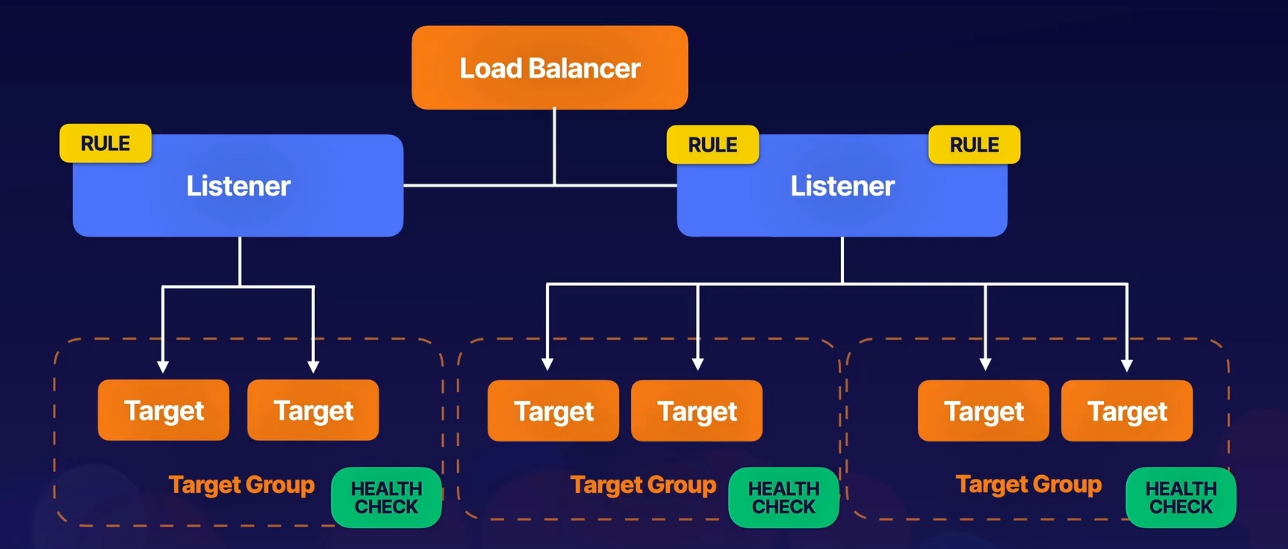 Load Balancer
RULE
Listener
RULE
RULE
Listener
Target
Target
Target Group
HEALTH
CHECK
Target
Target
Target Group
HEALTH
CHECK
Target
Target
Target Group
HEALTH
CHECK